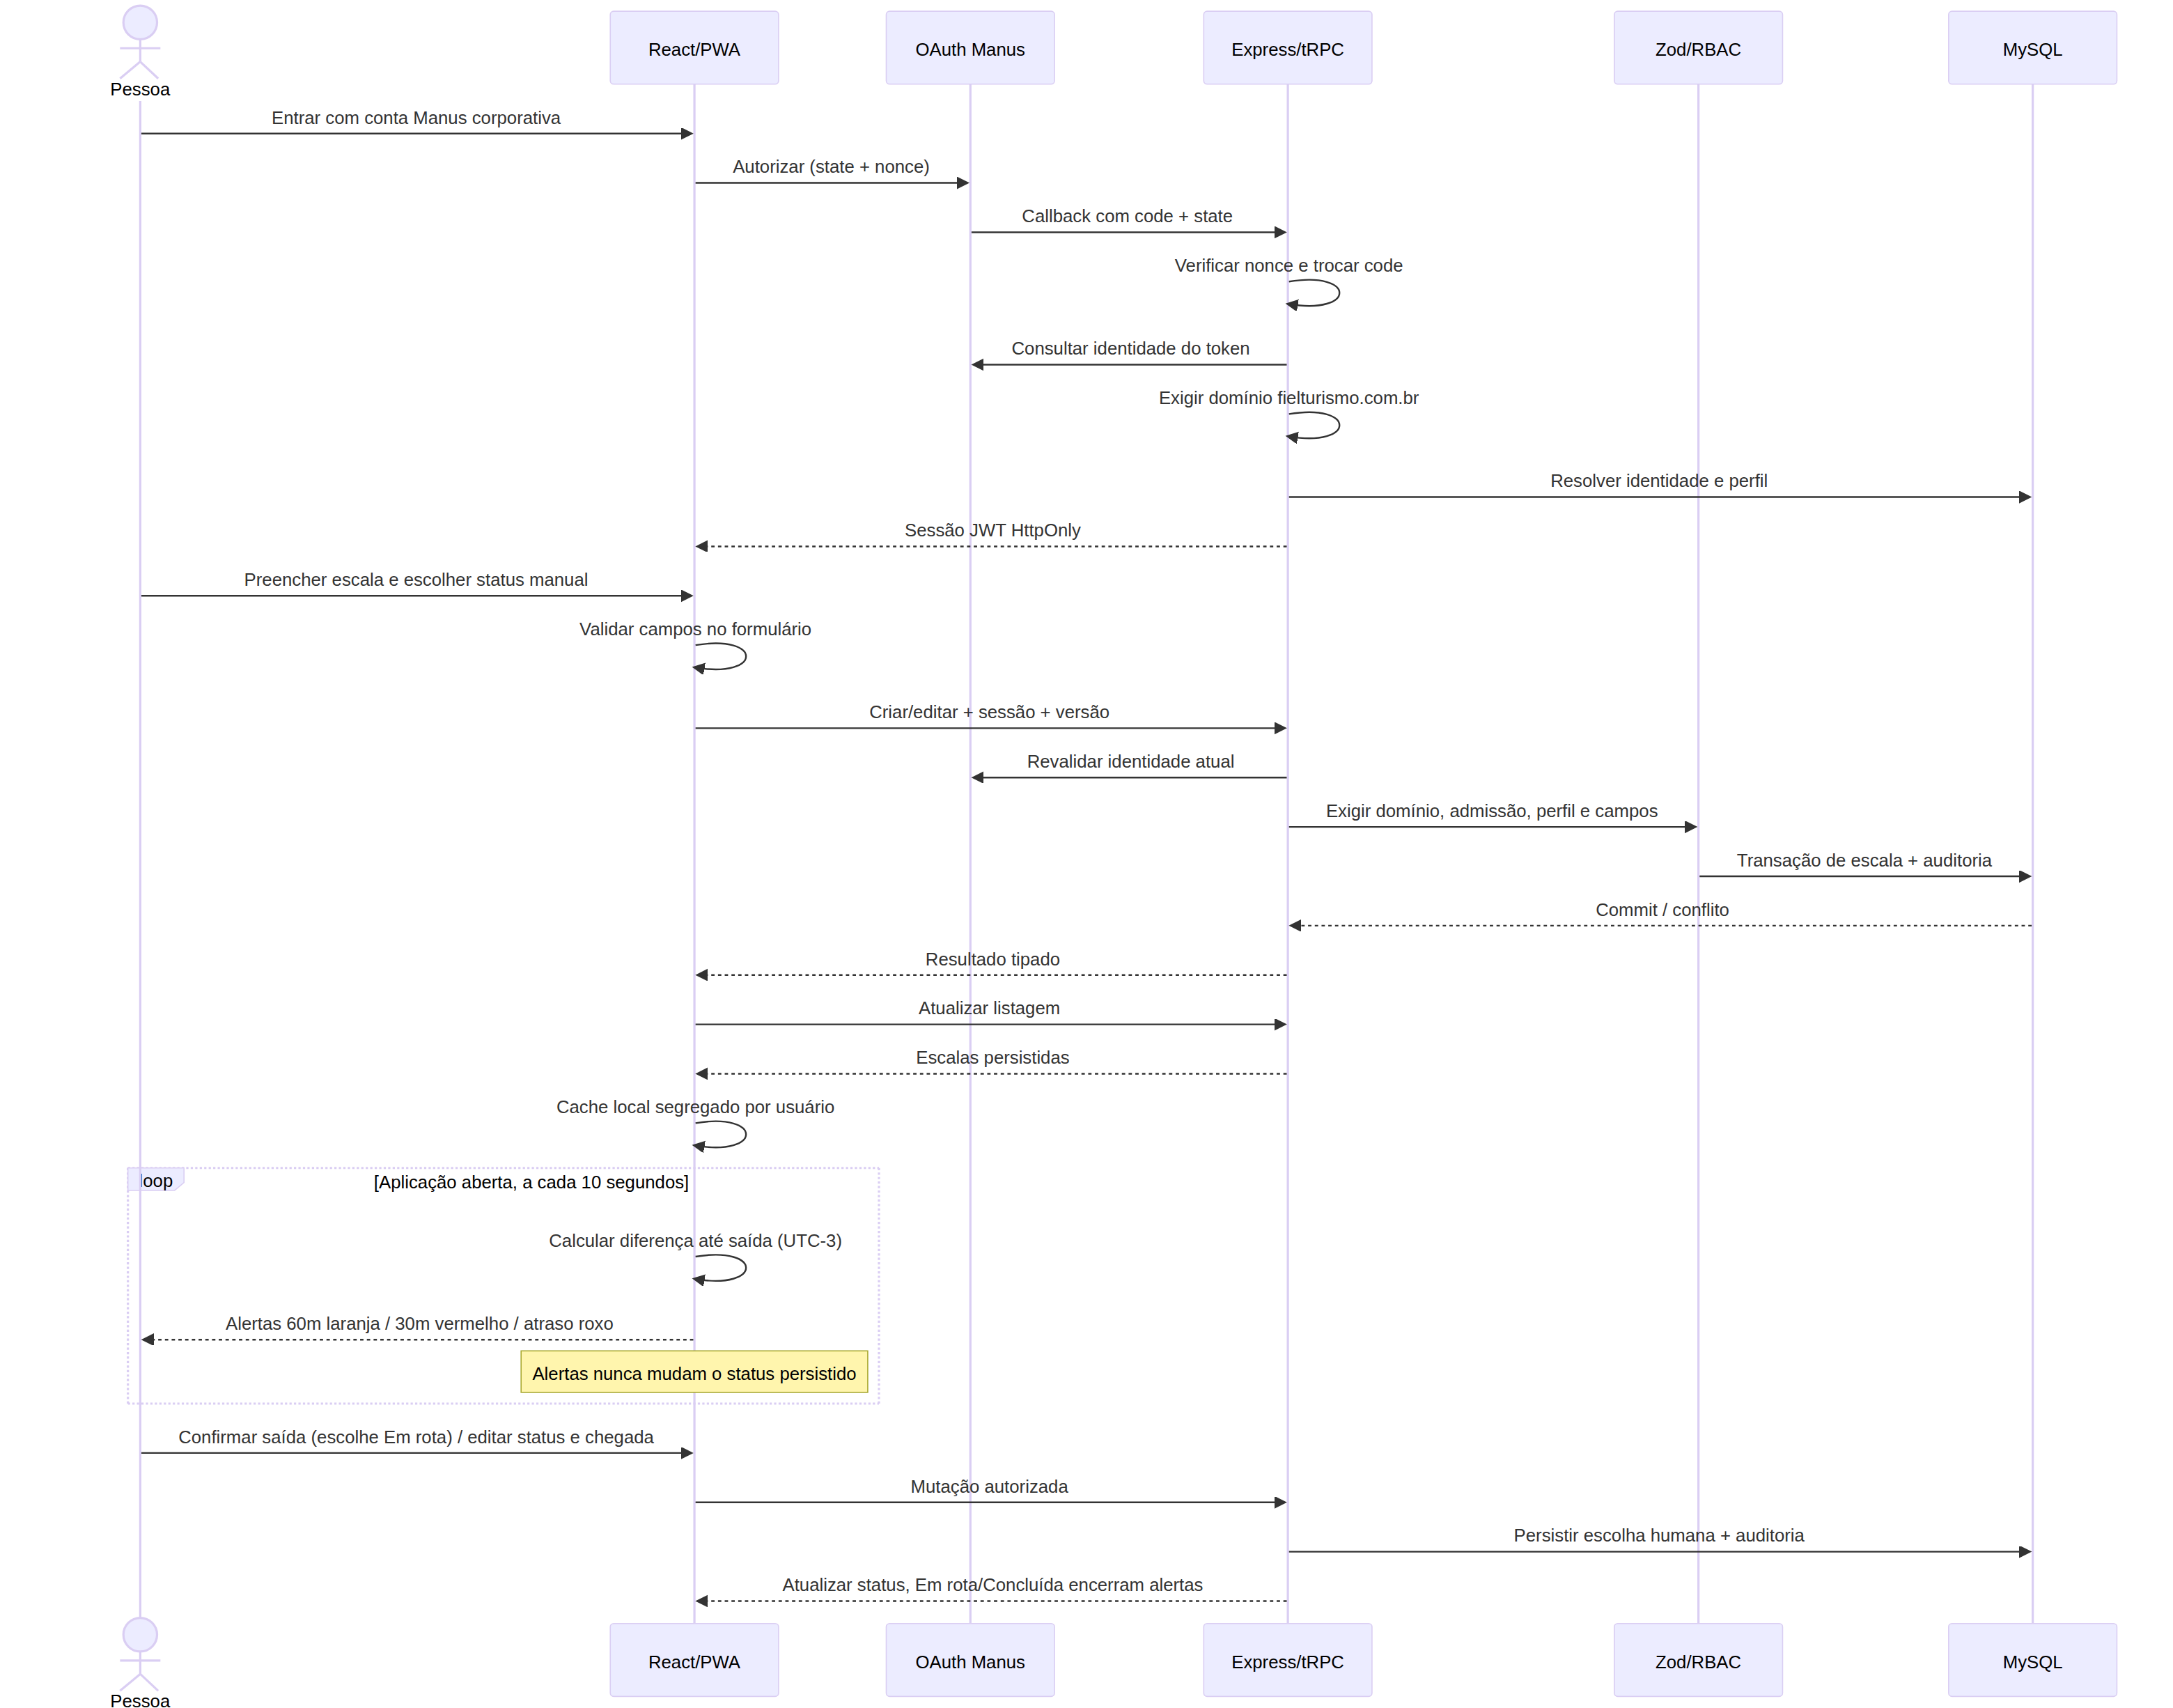 Pessoa
React/PWA
OAuth Manus
Express/tRPC
Zod/RBAC
MySQL
Entrar com conta Manus corporativa
Autorizar (state + nonce)
Callback com code + state
Verificar nonce e trocar code
Consultar identidade do token
Exigir domínio fielturismo.com.br
Resolver identidade e perfil
Sessão JWT HttpOnly
Preencher escala e escolher status manual
Validar campos no formulário
Criar/editar + sessão + versão
Revalidar identidade atual
Exigir domínio, admissão, perfil e campos
Transação de escala + auditoria
Commit / conflito
Resultado tipado
Atualizar listagem
Escalas persistidas
Cache local segregado por usuário
loop
[Aplicação aberta, a cada 10 segundos]
Calcular diferença até saída (UTC-3)
Alertas 60m laranja / 30m vermelho / atraso roxo
Alertas nunca mudam o status persistido
Confirmar saída (escolhe Em rota) / editar status e chegada
Mutação autorizada
Persistir escolha humana + auditoria
Atualizar status, Em rota/Concluída encerram alertas
Pessoa
React/PWA
OAuth Manus
Express/tRPC
Zod/RBAC
MySQL